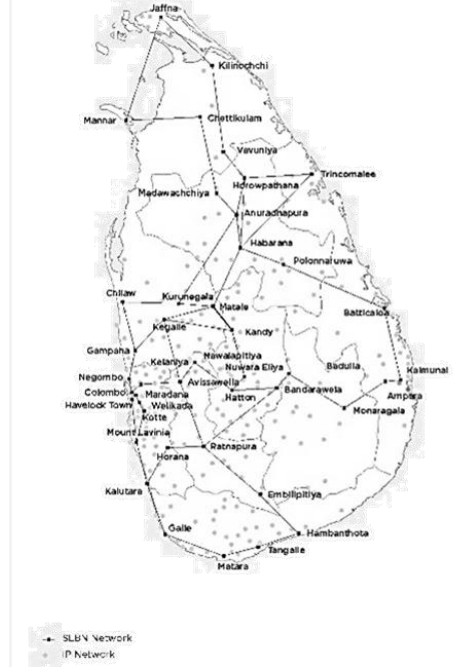 Jaffna
Kilinochchi
Mannar
Chettikulam
Vavuniya
Trincomalee
Horowpathana
Madawachchiya
Anuradhapura
Habarana
Polonnaruwa
Chilaw
Kurunegala
Matale
Batticaloa
Kegalle
Kandy
Gampaha
Nawalapitiya
Kelaniya
Nuwara Eliya
Badulla
Kalmunai
Negombo
Avissawella
Colombo
Maradana
Hatton
Bandarawela
Ampara
Havelock Town
Welikada
Monaragala
Kotte
Mount Lavinia
Ratnapura
Horana
Kalutara
Embilipitiya
Galle
Hambanthota
Tangalle
Matara
SLBN Network
IP Network